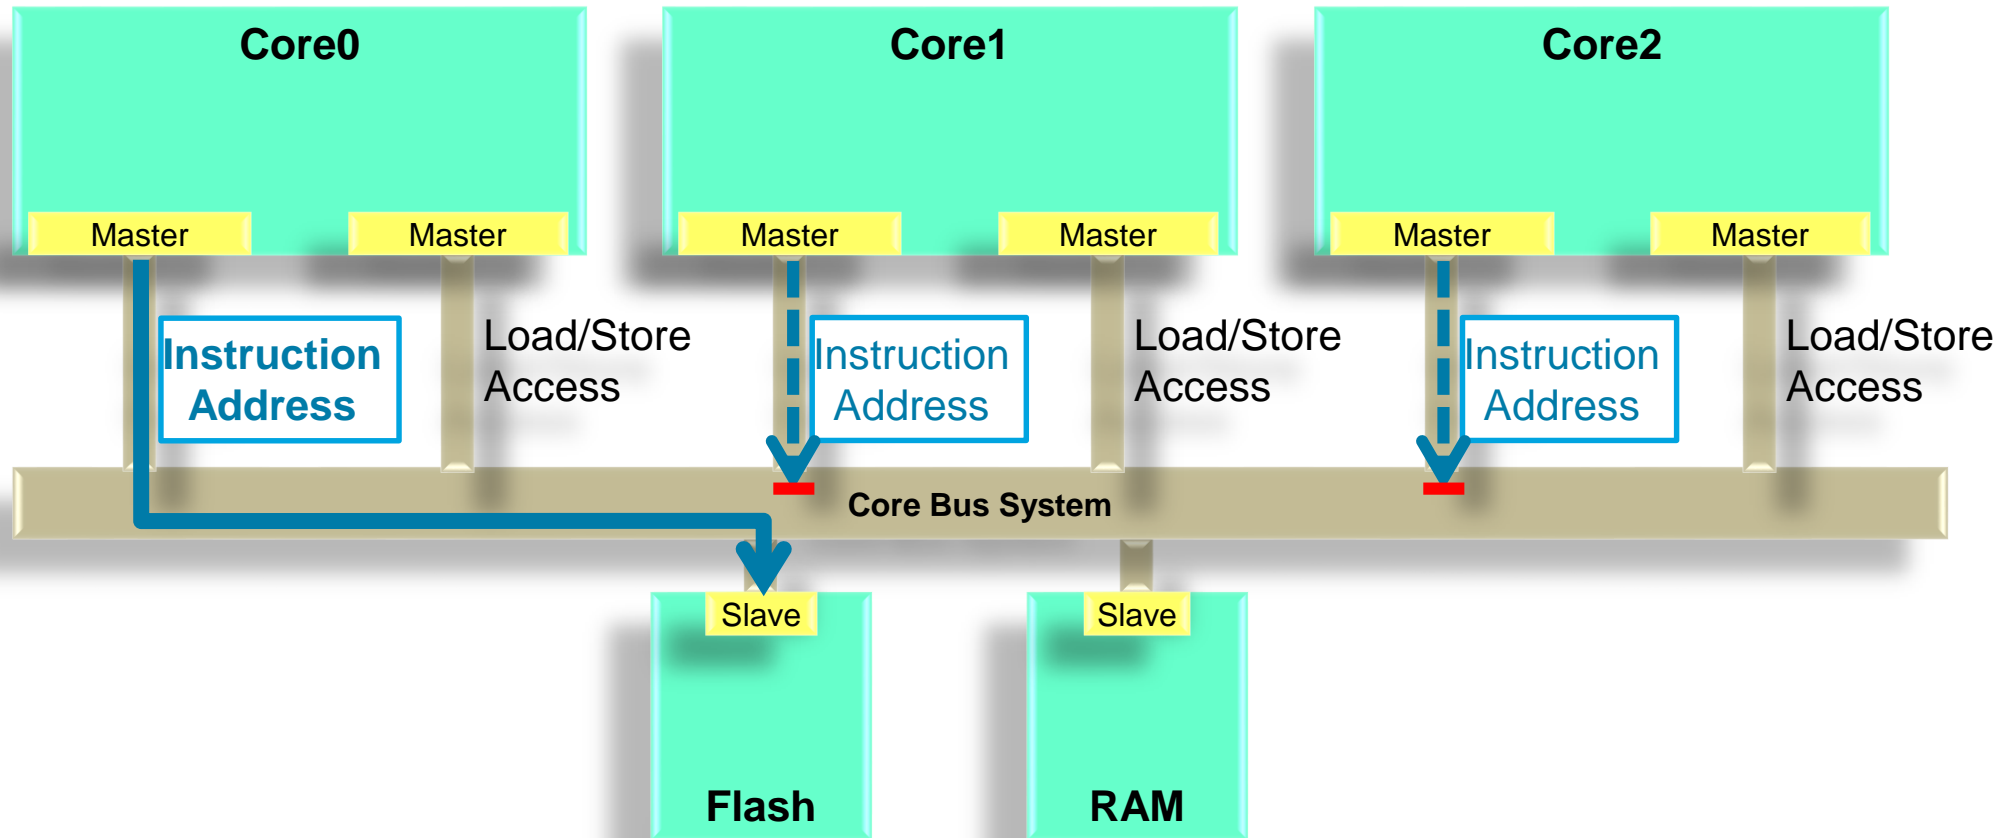 Core0
Core1
Core2
Master
Master
Master
Master
Master
Master
Instruction
Address
Load/Store
Access
Instruction
Address
Load/Store
Access
Instruction
Address
Load/Store
Access
Core Bus System
Slave
Slave
Flash
RAM